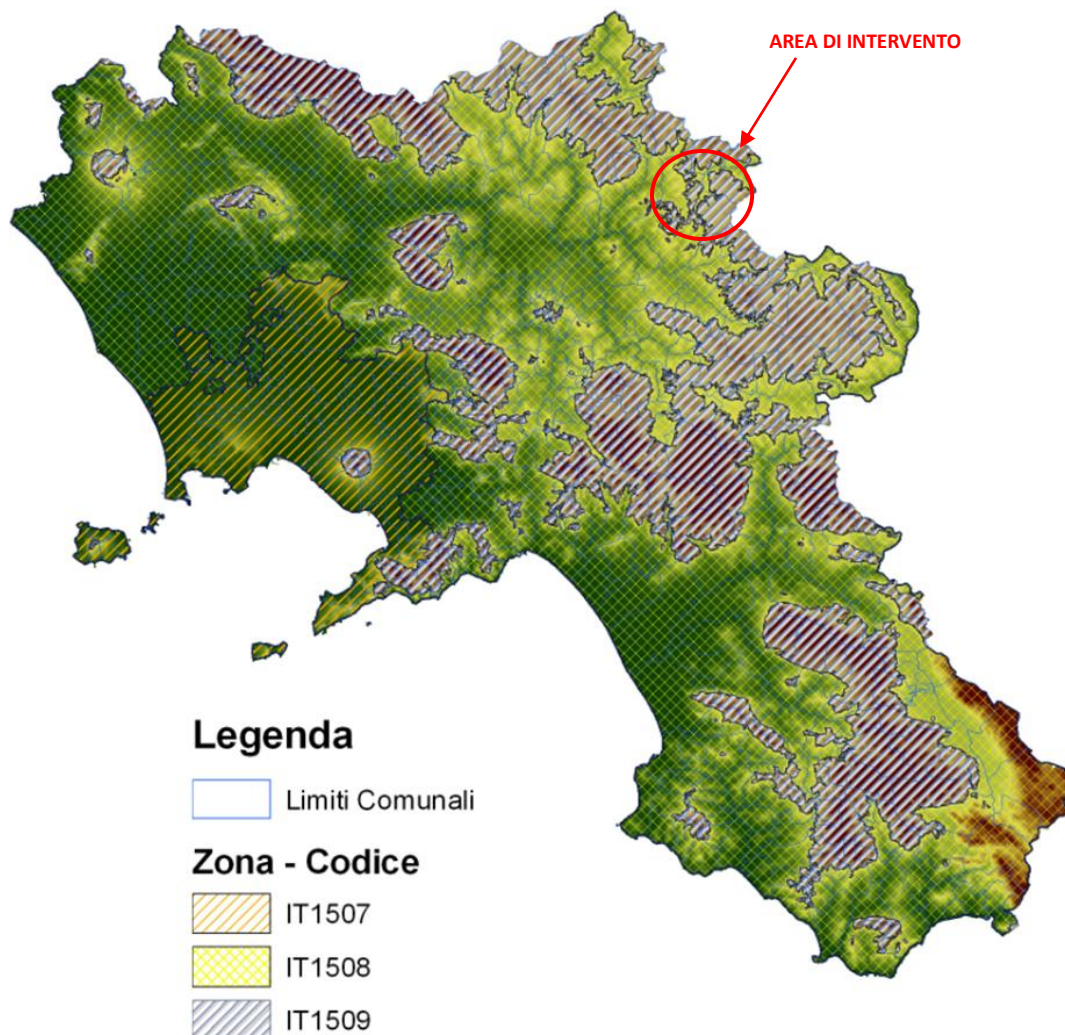 AREA DI INTERVENTO
Legenda
Limiti Comunali
Zona - Codice
IT1507
IT1508
IT1509